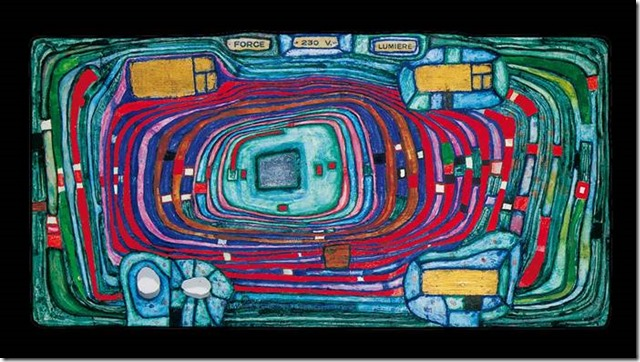 FORCE
- 230 V. -
LUMIÈRE